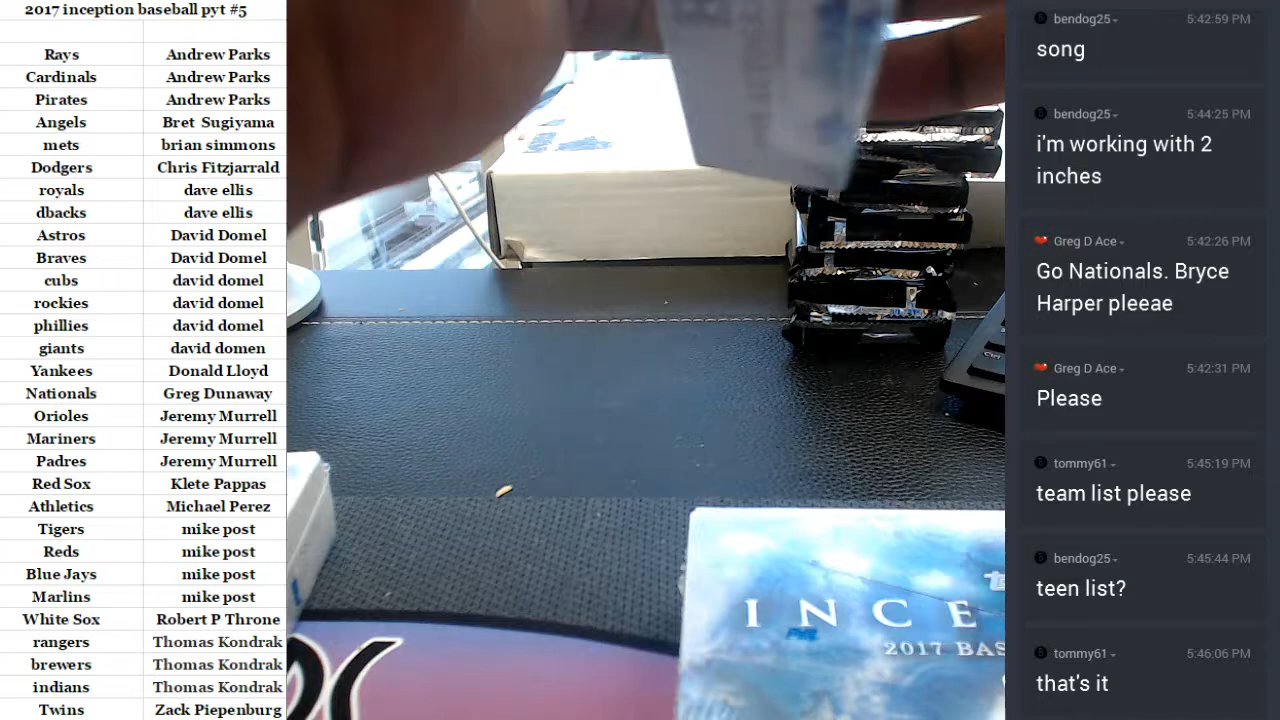 2017 inception baseball pyt #5
Rays Andrew Parks
Cardinals Andrew Parks
Pirates Andrew Parks
Angels Bret Sugiyama
mets brian simmons
Dodgers Chris Fitzjarrald
royals dave ellis
dbacks dave ellis
Astros David Domel
Braves David Domel
cubs david domel
rockies david domel
phillies david domel
giants david domen
Yankees Donald Lloyd
Nationals Greg Dunaway
Orioles Jeremy Murrell
Mariners Jeremy Murrell
Padres Jeremy Murrell
Red Sox Klete Pappas
Athletics Michael Perez
Tigers mike post
Reds mike post
Blue Jays mike post
Marlins mike post
White Sox Robert P Throne
rangers Thomas Kondrak
brewers Thomas Kondrak
indians Thomas Kondrak
Twins Zack Piepenburg
Ctrl
INCE
2017 BAS
bendog25 5:42:59 PM
song
bendog25 5:44:25 PM
i'm working with 2
inches
Greg D Ace 5:42:26 PM
Go Nationals. Bryce
Harper pleeae
Greg D Ace 5:42:31 PM
Please
tommy61 5:45:19 PM
team list please
bendog25 5:45:44 PM
teen list?
tommy61 5:46:06 PM
that's it